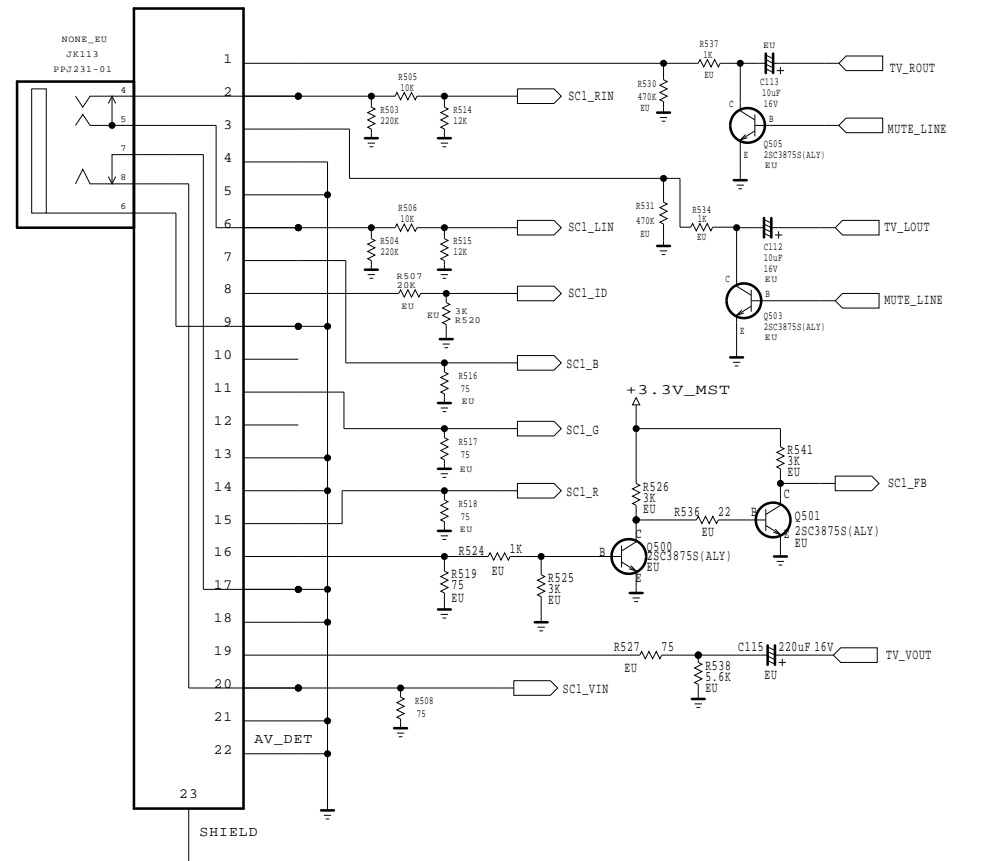 NONE_EU
JK113
PPJ231-01
4
5
7
8
6
1
2
3
4
5
6
7
8
9
10
11
12
13
14
15
16
17
18
19
20
21
22
23
SHIELD
AV_DET
R505
10K
R503
220K
R514
12K
SC1_RIN
R506
10K
R504
220K
R515
12K
SC1_LIN
R507
20K
EU
EU
3K
R520
SC1_ID
R516
75
EU
SC1_B
R517
75
EU
SC1_G
R518
75
EU
SC1_R
R524
1K
EU
R519
75
EU
R525
3K
EU
R508
75
SC1_VIN
R537
1K
EU
R530
470K
EU
EU
C113
10uF
16V
TV_ROUT
C
B
E
MUTE_LINE
Q505
2SC3875S(ALY)
EU
R531
470K
EU
R534
1K
EU
C112
10uF
16V
EU
TV_LOUT
C
B
E
MUTE_LINE
Q503
2SC3875S(ALY)
EU
+3.3V_MST
R526
3K
EU
R541
3K
EU
SC1_FB
R536
22
EU
C
B
E
Q501
2SC3875S(ALY)
EU
C
B
E
Q500
2SC3875S(ALY)
EU
R527
75
EU
R538
5.6K
EU
C115
220uF 16V
EU
TV_VOUT